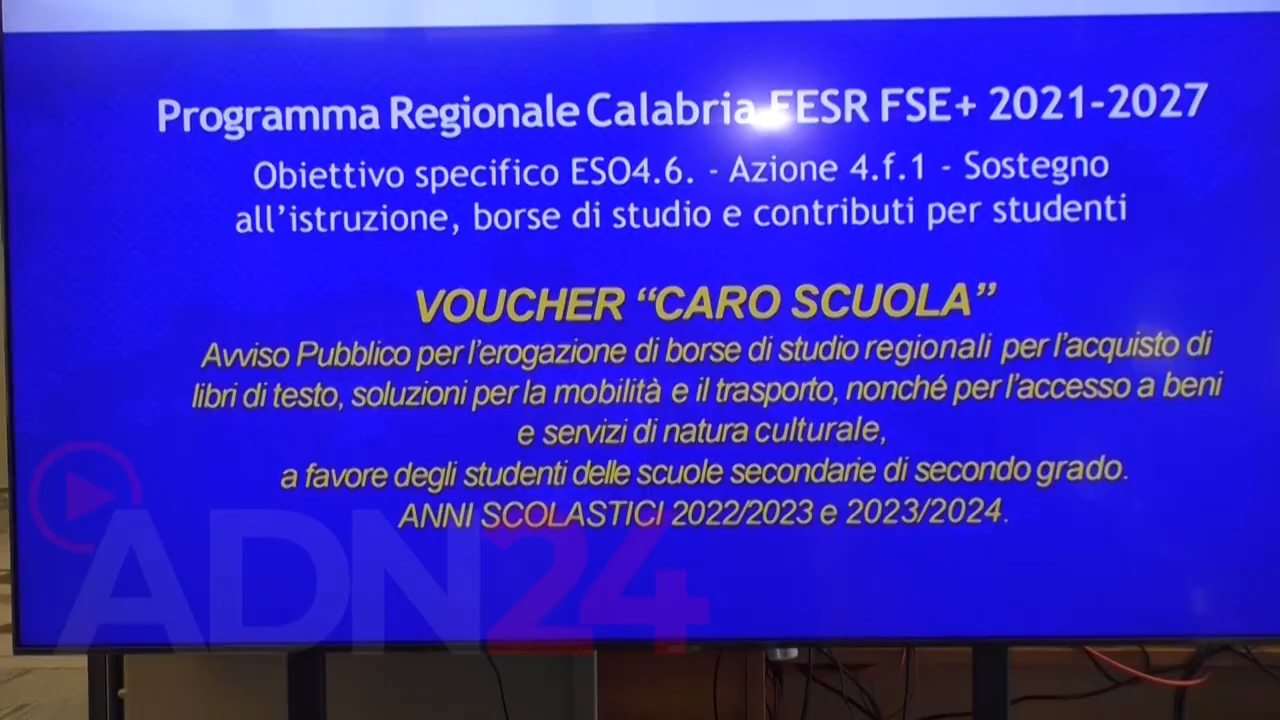 Programma Regionale Calabria FESR FSE+ 2021-2027
Obiettivo specifico ESO4.6. - Azione 4.f.1 - Sostegno
all’istruzione, borse di studio e contributi per studenti
VOUCHER “CARO SCUOLA”
Avviso Pubblico per l’erogazione di borse di studio regionali per l’acquisto di
libri di testo, soluzioni per la mobilità e il trasporto, nonché per l’accesso a beni
e servizi di natura culturale,
a favore degli studenti delle scuole secondarie di secondo grado.
ANNI SCOLASTICI 2022/2023 e 2023/2024.
ADN24